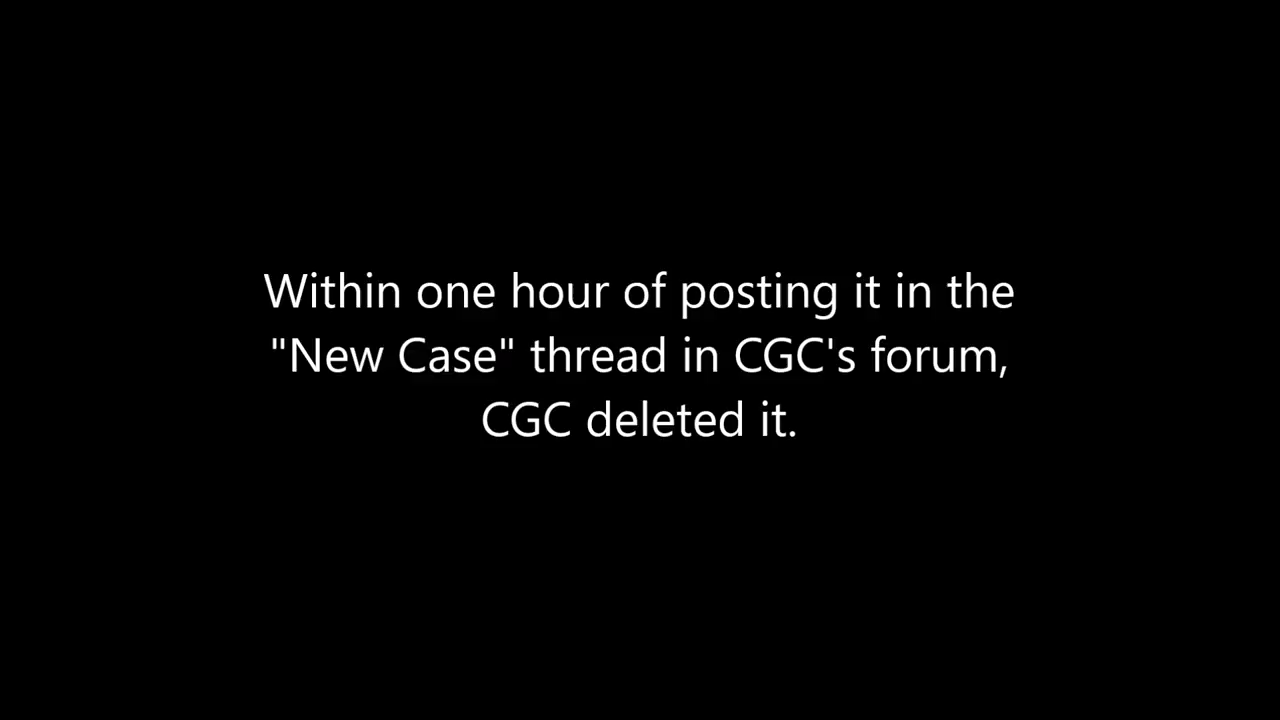 Within one hour of posting it in the
"New Case" thread in CGC's forum,
CGC deleted it.